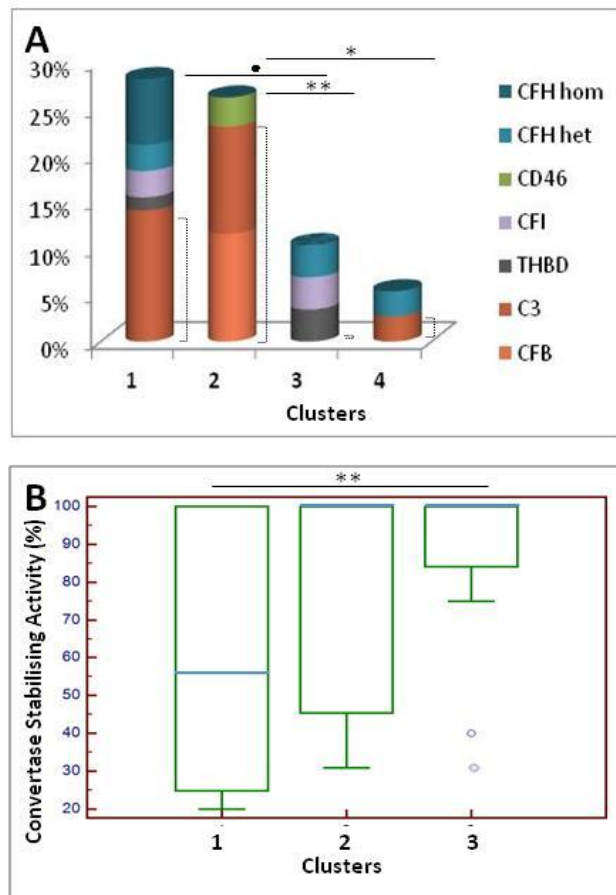 A
*
•
**
30%
25%
20%
15%
10%
5%
0%
1 2 3 4
Clusters
CFH hom
CFH het
CD46
CFI
THBD
C3
CFB
B
**
Convertase Stabilising Activity (%)
100
90
80
70
60
50
40
30
20
1 2 3
Clusters